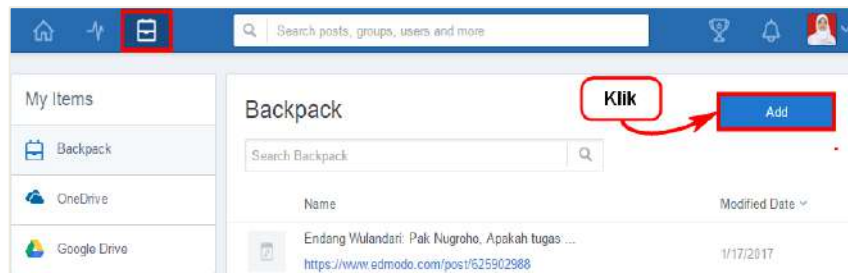 Search posts, groups, users and more
My Items
Backpack
OneDrive
Google Drive
Backpack
Klik
Add
Search Backpack
Name
Modified Date
Endang Wulandari: Pak Nugroho, Apakah tugas ...
https://www.edmodo.com/post/625902988
1/17/2017